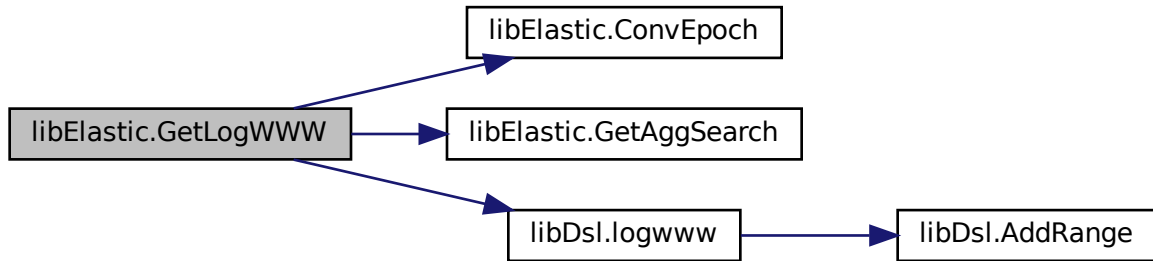 libElastic.ConvEpoch
libElastic.GetLogWWW
libElastic.GetAggSearch
libDsl.logwww
libDsl.AddRange